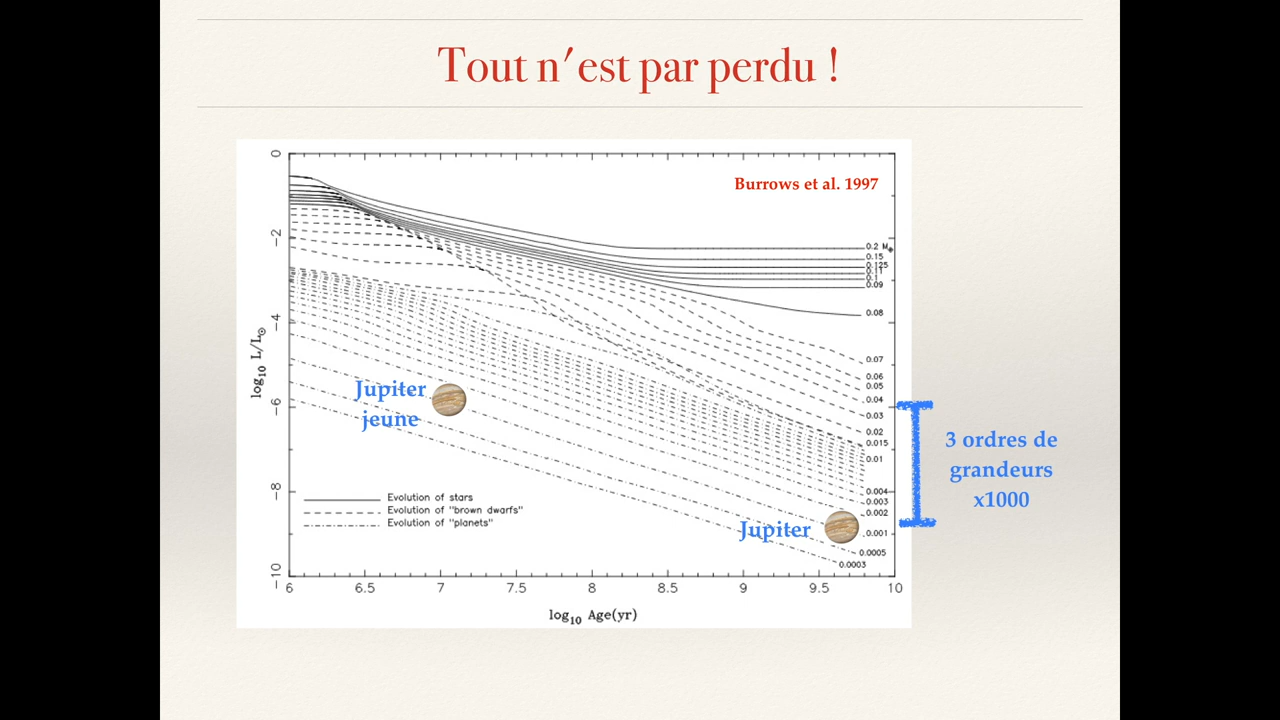 Tout n'est par perdu !
Burrows et al. 1997
0
−2
−4
−6
−8
−10
log10 L/L☉
0.2 M
0.15
0.125
0.11
0.1
0.09
0.08
0.07
0.06
0.05
0.04
0.03
0.02
0.015
0.01
0.004
0.003
0.002
0.001
0.0005
0.0003
Jupiter
jeune
3 ordres de
grandeurs
x1000
Evolution of stars
Evolution of "brown dwarfs"
Evolution of "planets"
Jupiter
6 6.5 7 7.5 8 8.5 9 9.5 10
log10 Age(yr)